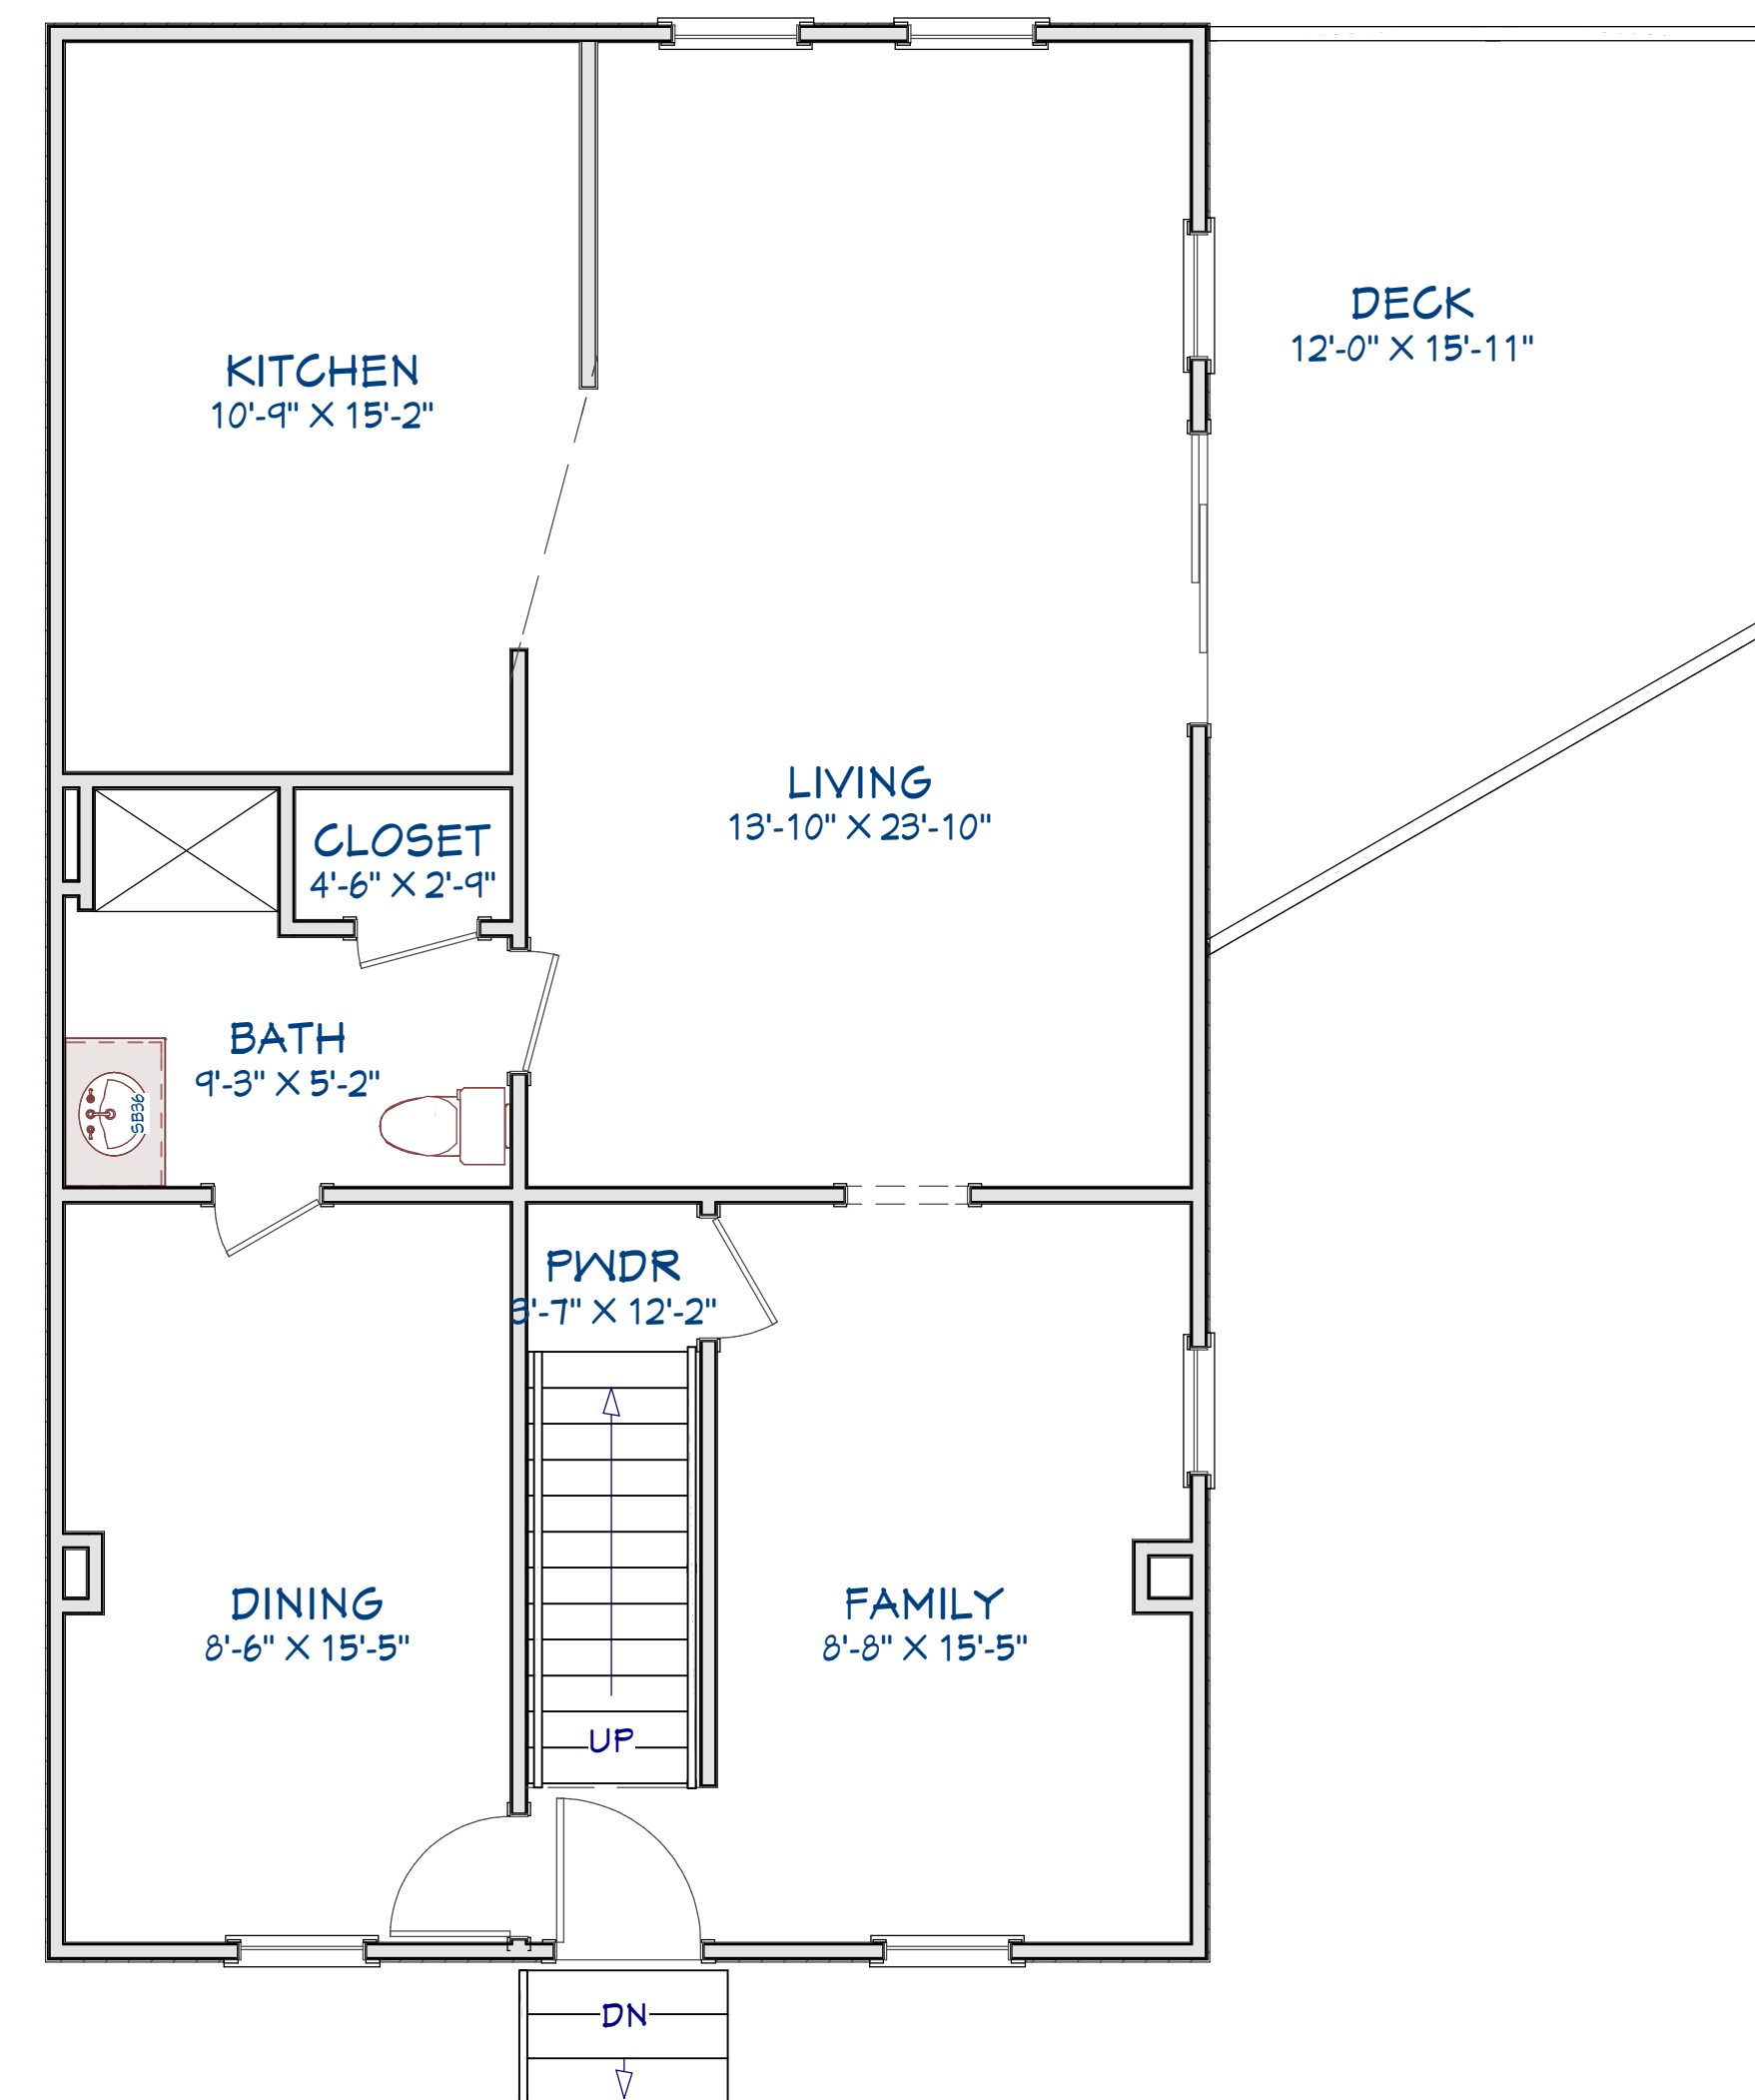 DECK
12'-0" X 15'-11"
KITCHEN
10'-9" X 15'-2"
LIVING
13'-10" X 23'-10"
CLOSET
4'-6" X 2'-9"
BATH
9'-3" X 5'-2"
SB36
PWDR
3'-7" X 12'-2"
DINING
8'-6" X 15'-5"
FAMILY
8'-8" X 15'-5"
UP
DN